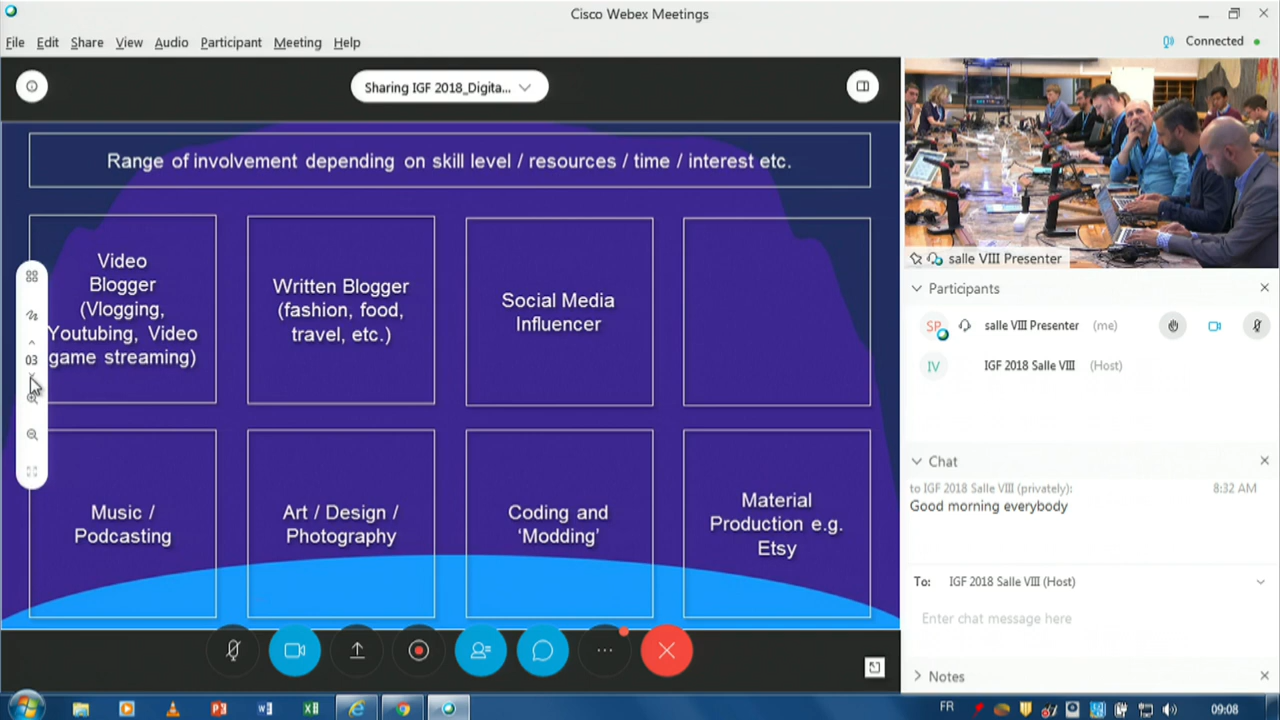 Cisco Webex Meetings
File Edit Share View Audio Participant Meeting Help
Connected
Sharing IGF 2018_Digita...
Range of involvement depending on skill level / resources / time / interest etc.
Video
Blogger
(Vlogging,
Youtubing, Video
game streaming)
Written Blogger
(fashion, food,
travel, etc.)
Social Media
Influencer
03
Music /
Podcasting
Art / Design /
Photography
Coding and
‘Modding’
Material
Production e.g.
Etsy
salle VIII Presenter
Participants
SP
salle VIII Presenter (me)
IV
IGF 2018 Salle VIII (Host)
Chat
to IGF 2018 Salle VIII (privately):
8:32 AM
Good morning everybody
To: IGF 2018 Salle VIII (Host)
Enter chat message here
Notes
FR
09:08